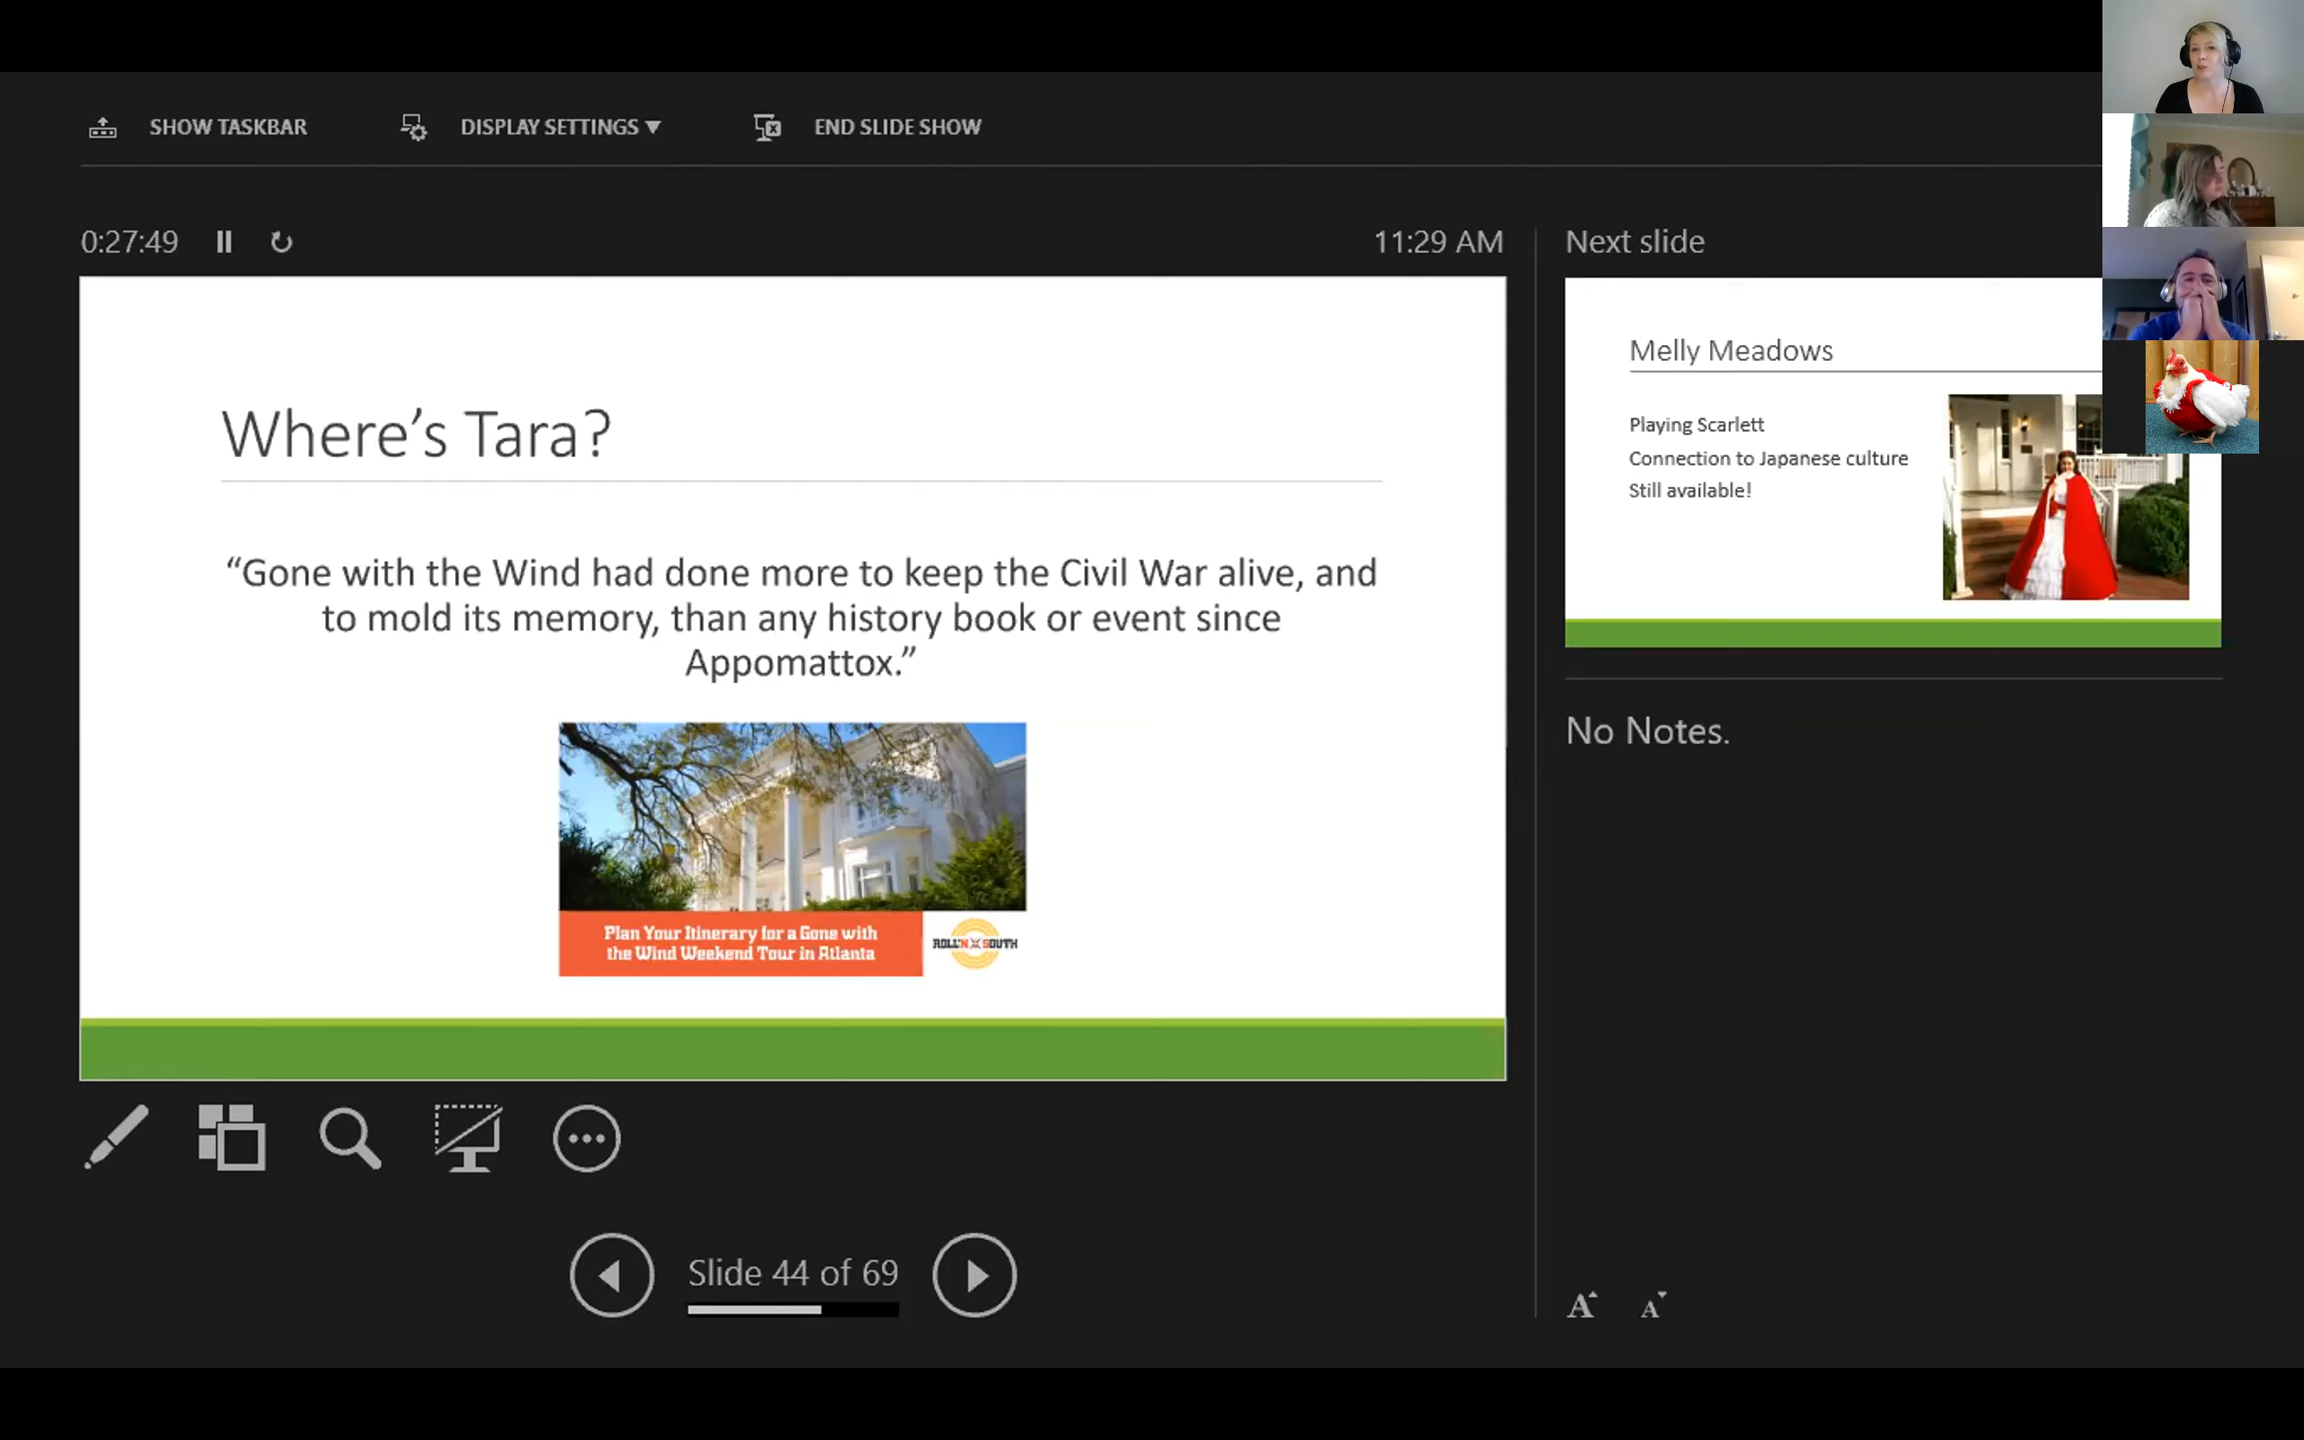 SHOW TASKBAR
DISPLAY SETTINGS ▼
END SLIDE SHOW
0:27:49
11:29 AM
Where's Tara?
“Gone with the Wind had done more to keep the Civil War alive, and
to mold its memory, than any history book or event since
Appomattox.”
Plan Your Itinerary for a Gone with
the Wind Weekend Tour in Atlanta
ROLL'N SOUTH
Slide 44 of 69
Next slide
Melly Meadows
Playing Scarlett
Connection to Japanese culture
Still available!
No Notes.
A
A